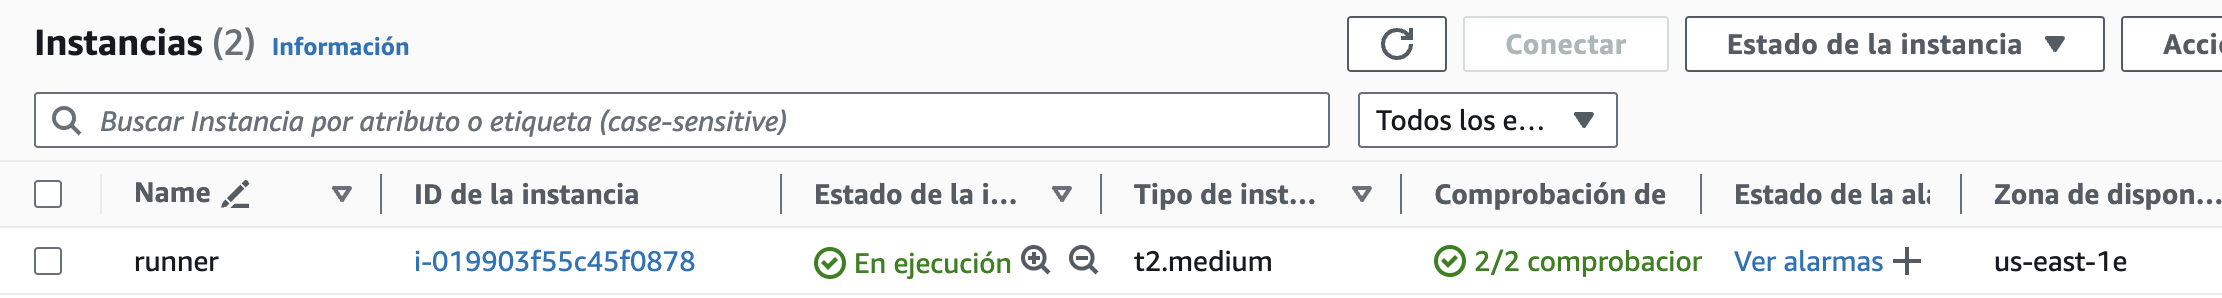 Instancias (2) Información Conectar Estado de la instancia Acci
Buscar Instancia por atributo o etiqueta (case-sensitive) Todos los e...
Name ID de la instancia Estado de la i... Tipo de inst... Comprobación de Estado de la al Zona de dispon...
runner i-019903f55c45f0878 En ejecución t2.medium 2/2 comprobacior Ver alarmas us-east-1e